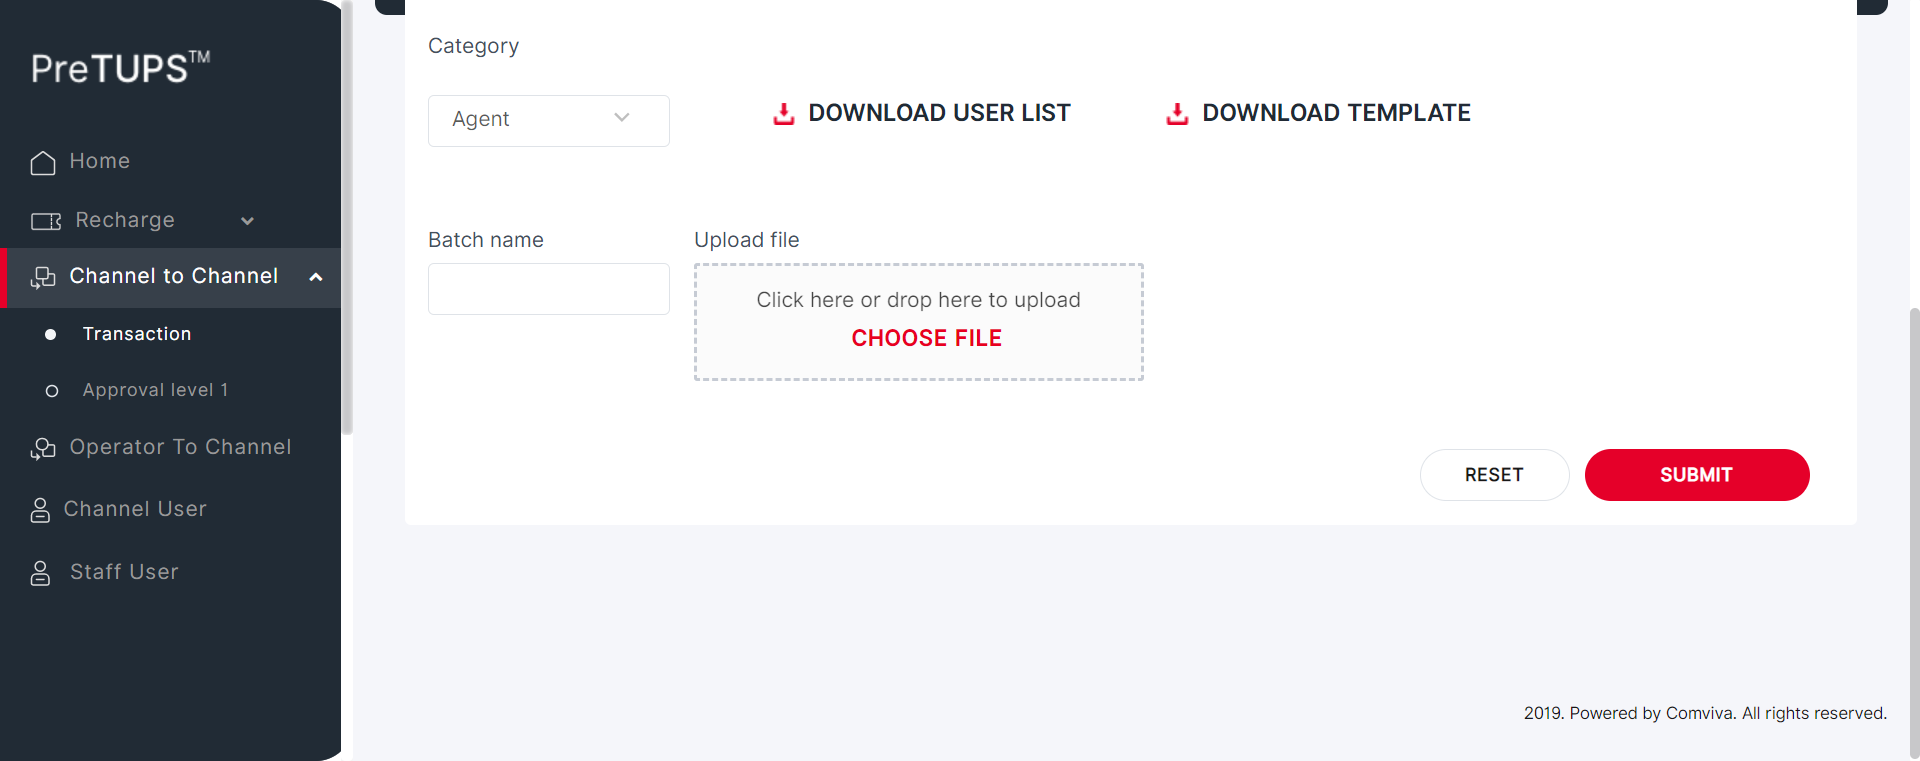 PreTUPS™
Home
Recharge
Channel to Channel
Transaction
Approval level 1
Operator To Channel
Channel User
Staff User
Category
Agent
DOWNLOAD USER LIST
DOWNLOAD TEMPLATE
Batch name
Upload file
Click here or drop here to upload
CHOOSE FILE
RESET
SUBMIT
2019. Powered by Comviva. All rights reserved.